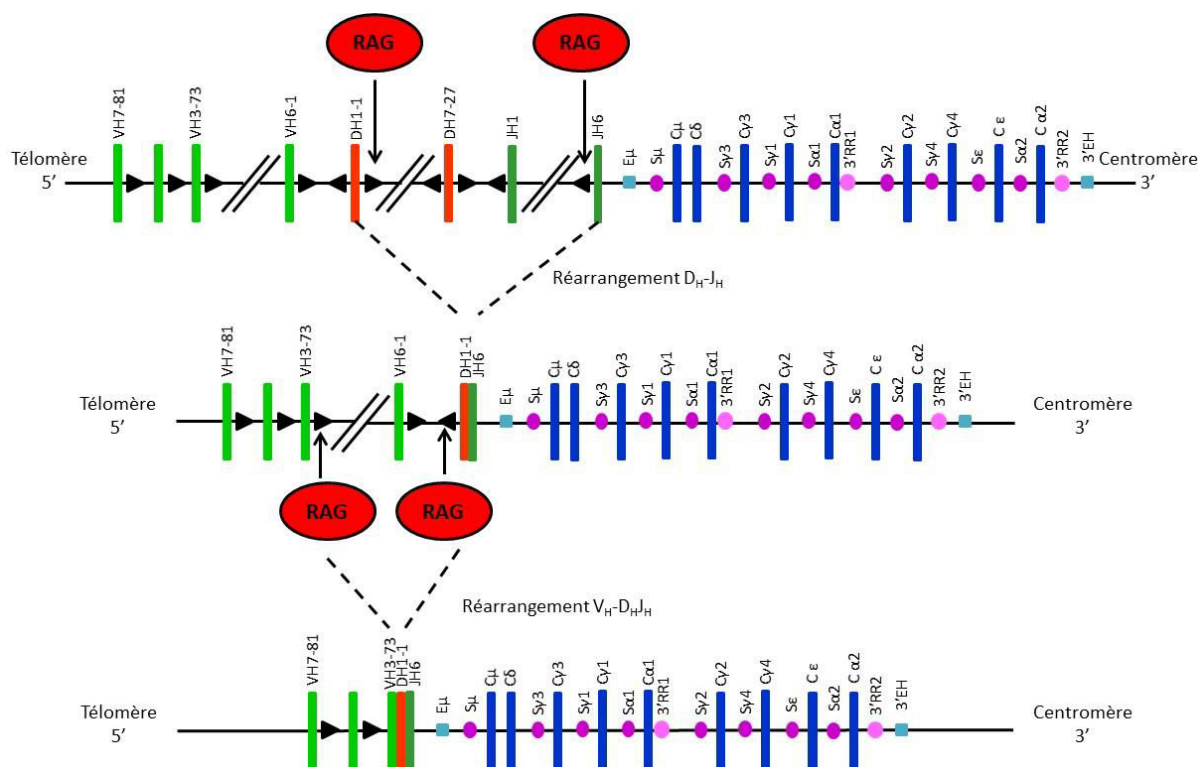 RAG
RAG
VH7-81
VH3-73
VH6-1
DH1-1
DH7-27
JH1
JH6
Eμ
Sμ
Cμ
Cδ
Sγ3
Cγ3
Sγ1
Cγ1
Sα1
Cα1
3'RR1
Sγ2
Cγ2
Sγ4
Cγ4
Sε
C ε
Sα2
C α2
3'RR2
3'EH
Télomère
5'
Centromère
3'
Réarrangement DH-JH
VH7-81
VH3-73
VH6-1
DH1-1
JH6
Eμ
Sμ
Cμ
Cδ
Sγ3
Cγ3
Sγ1
Cγ1
Sα1
Cα1
3'RR1
Sγ2
Cγ2
Sγ4
Cγ4
Sε
C ε
Sα2
C α2
3'RR2
3'EH
Télomère
5'
Centromère
3'
RAG
RAG
Réarrangement VH-DHJH
VH7-81
VH3-73
DH1-1
JH6
Eμ
Sμ
Cμ
Cδ
Sγ3
Cγ3
Sγ1
Cγ1
Sα1
Cα1
3'RR1
Sγ2
Cγ2
Sγ4
Cγ4
Sε
C ε
Sα2
C α2
3'RR2
3'EH
Télomère
5'
Centromère
3'